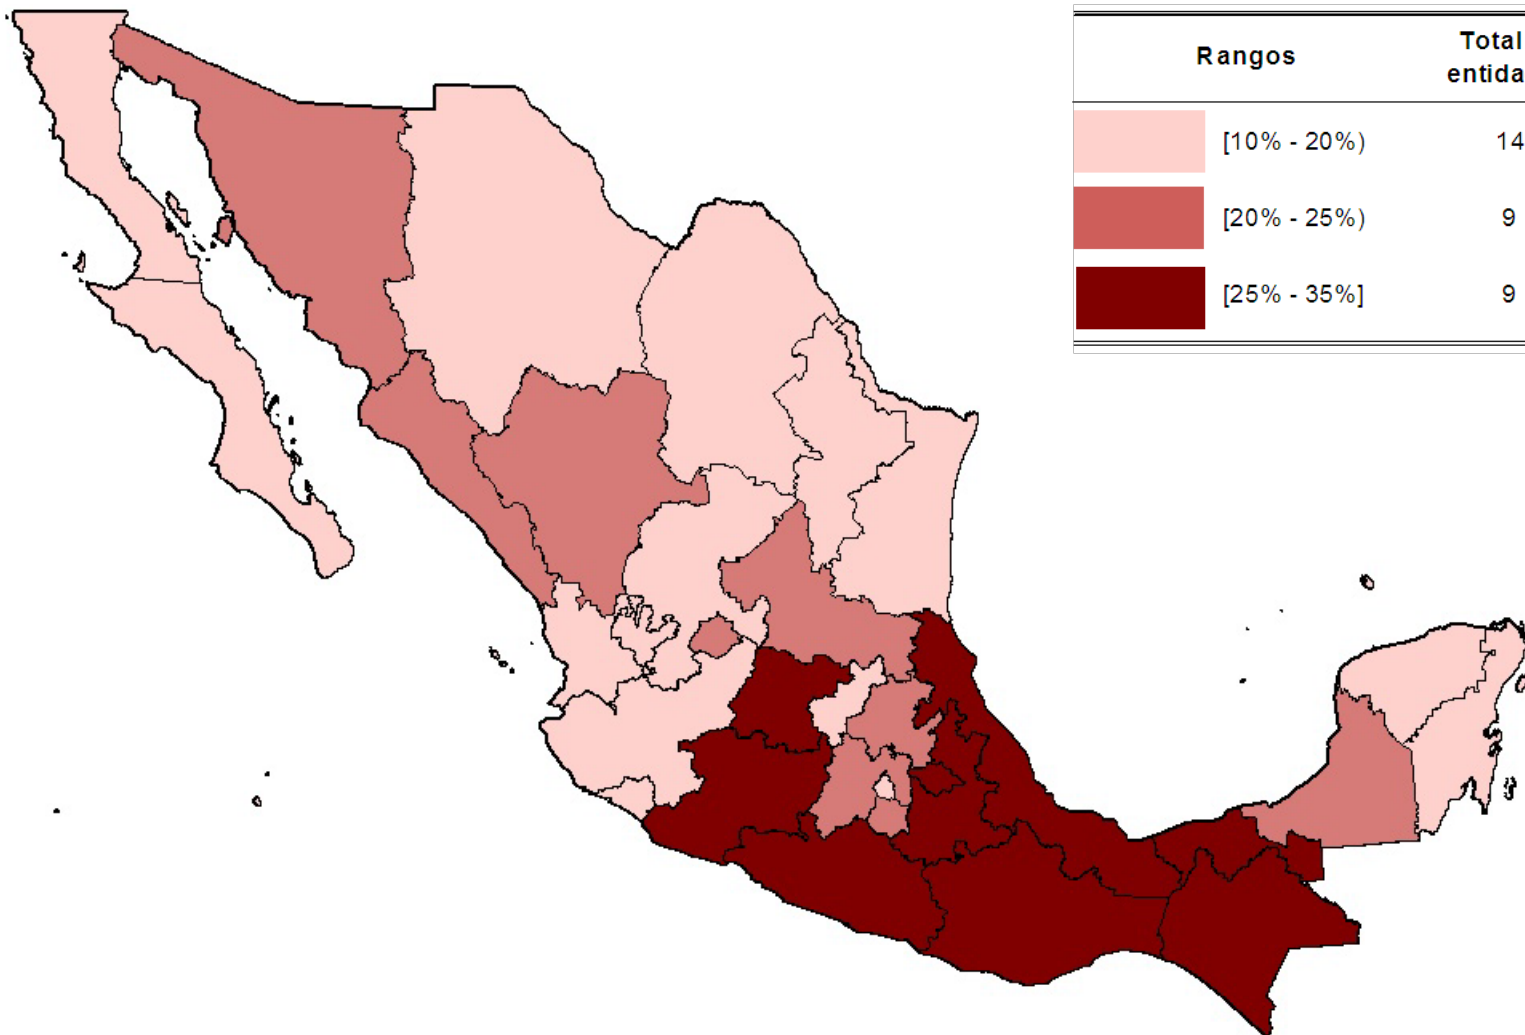 Rangos Total
entida
[10% - 20%) 14
[20% - 25%) 9
[25% - 35%] 9